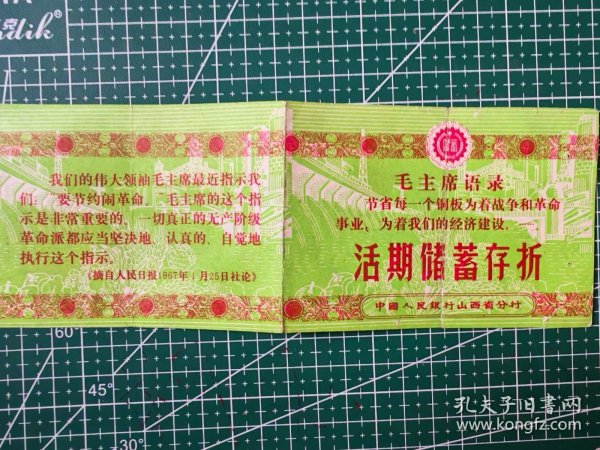 我们的伟大领袖毛主席最近指示我
们：“要节约闹革命。”毛主席的这个指
示是非常重要的，一切真正的无产阶级
革命派都应当坚决地、认真的、自觉地
执行这个指示。
《摘自人民日报1967年1月25日社论》
储蓄
毛主席语录
节省每一个铜板为着战争和革命
事业，为着我们的经济建设，……
活期储蓄存折
中國人民銀行山西省分行
60°
45°
30°
孔夫子旧書网
www.kongfz.com